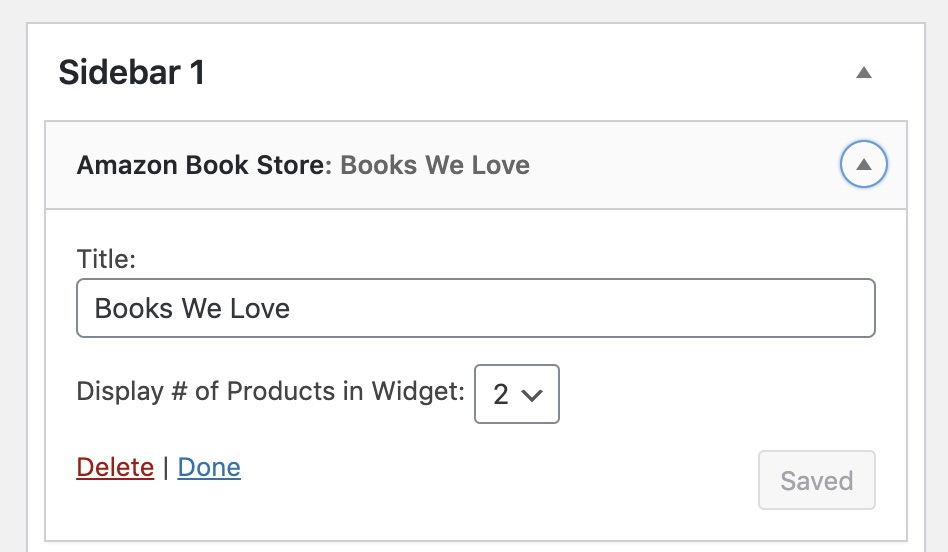 Sidebar 1
Amazon Book Store: Books We Love
Title:
Books We Love
Display # of Products in Widget: 2
Delete | Done
Saved